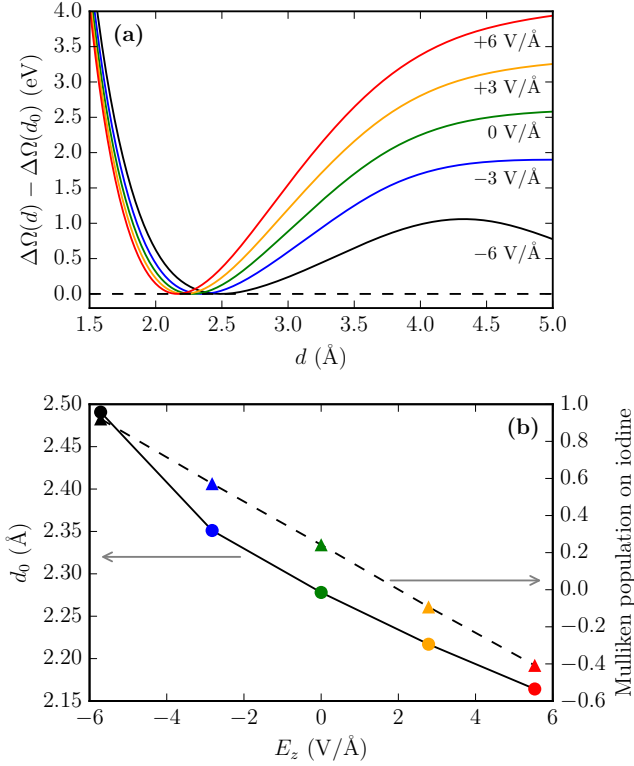 4.0
3.5
3.0
2.5
2.0
1.5
1.0
0.5
0.0
ΔΩ(d) − ΔΩ(d₀) (eV)
(a)
+6 V/Å
+3 V/Å
0 V/Å
−3 V/Å
−6 V/Å
1.5 2.0 2.5 3.0 3.5 4.0 4.5 5.0
d (Å)
2.50
2.45
2.40
2.35
2.30
2.25
2.20
2.15
d₀ (Å)
(b)
1.0
0.8
0.6
0.4
0.2
0.0
−0.2
−0.4
−0.6
Mulliken population on iodine
−6 −4 −2 0 2 4 6
E_z (V/Å)